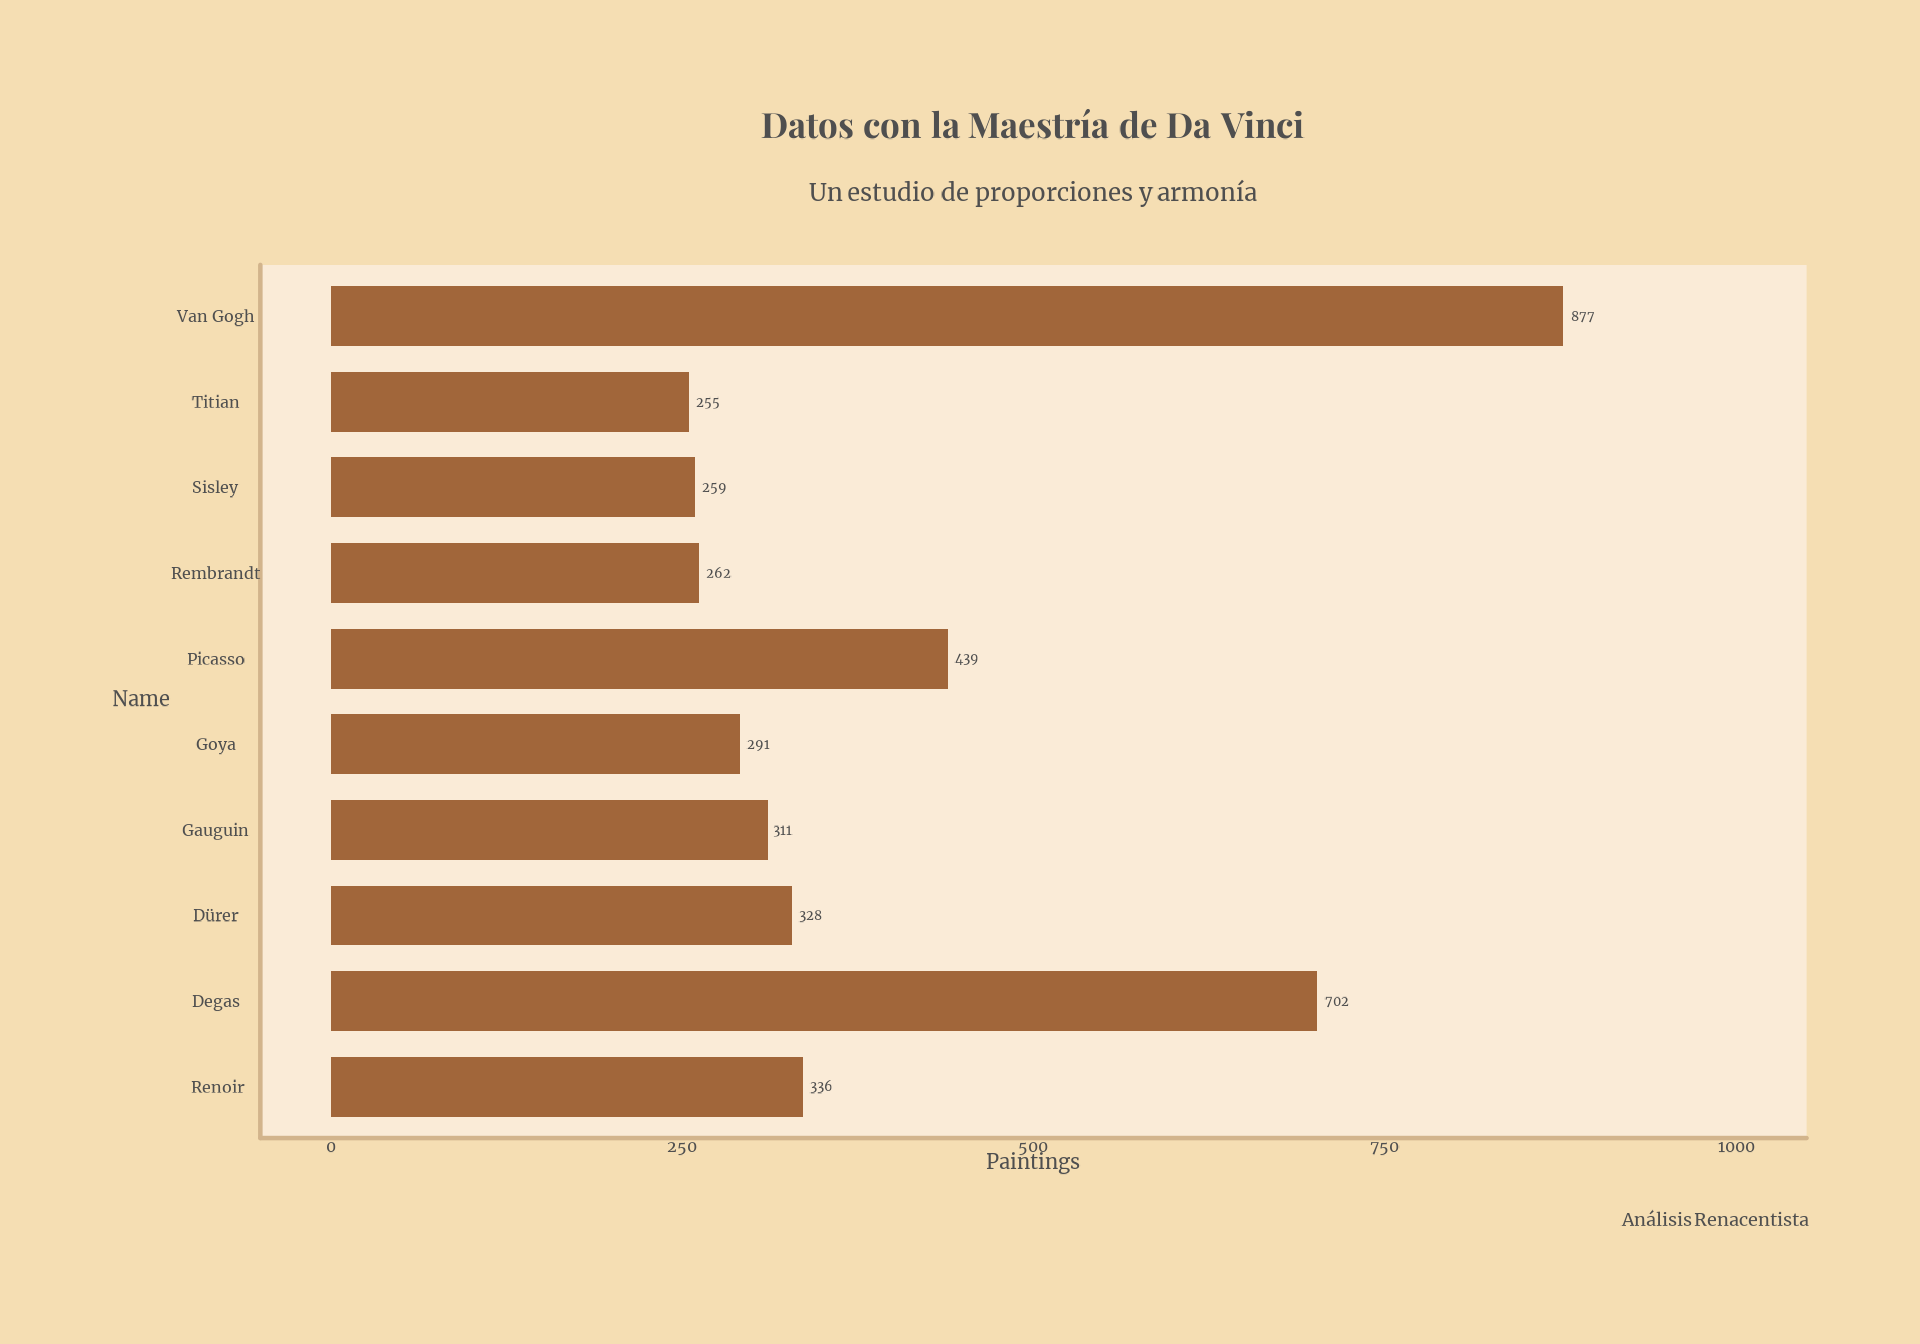 Datos con la Maestría de Da Vinci
Un estudio de proporciones y armonía
Van Gogh 877
Titian 255
Sisley 259
Rembrandt 262
Picasso 439
Name
Goya 291
Gauguin 311
Dürer 328
Degas 702
Renoir 336
0 250 500 750 1000
Paintings
Análisis Renacentista